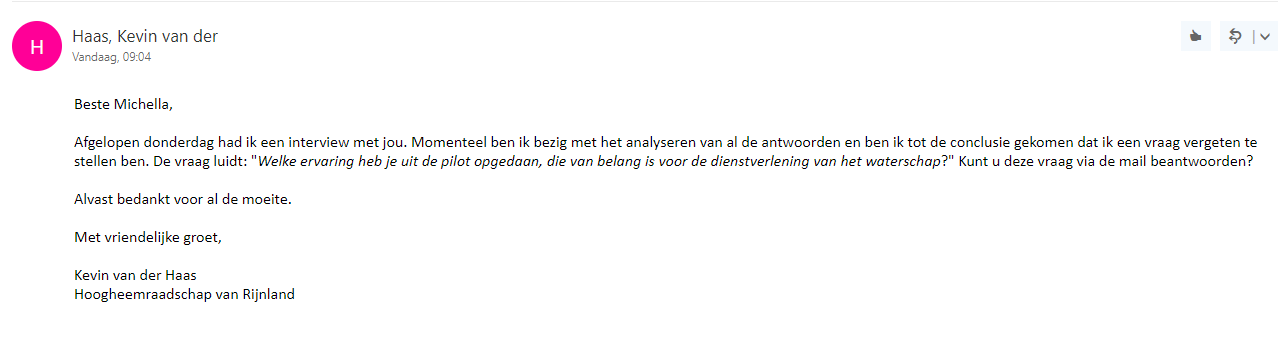 H
Haas, Kevin van der
Vandaag, 09:04
Beste Michella,
Afgelopen donderdag had ik een interview met jou. Momenteel ben ik bezig met het analyseren van al de antwoorden en ben ik tot de conclusie gekomen dat ik een vraag vergeten te
stellen ben. De vraag luidt: "Welke ervaring heb je uit de pilot opgedaan, die van belang is voor de dienstverlening van het waterschap?" Kunt u deze vraag via de mail beantwoorden?
Alvast bedankt voor al de moeite.
Met vriendelijke groet,
Kevin van der Haas
Hoogheemraadschap van Rijnland